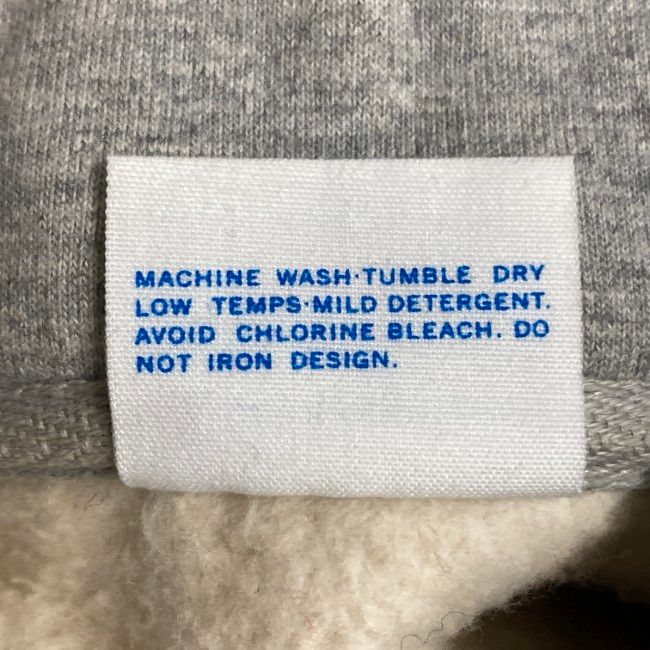 MACHINE WASH·TUMBLE DRY
LOW TEMPS·MILD DETERGENT.
AVOID CHLORINE BLEACH. DO
NOT IRON DESIGN.